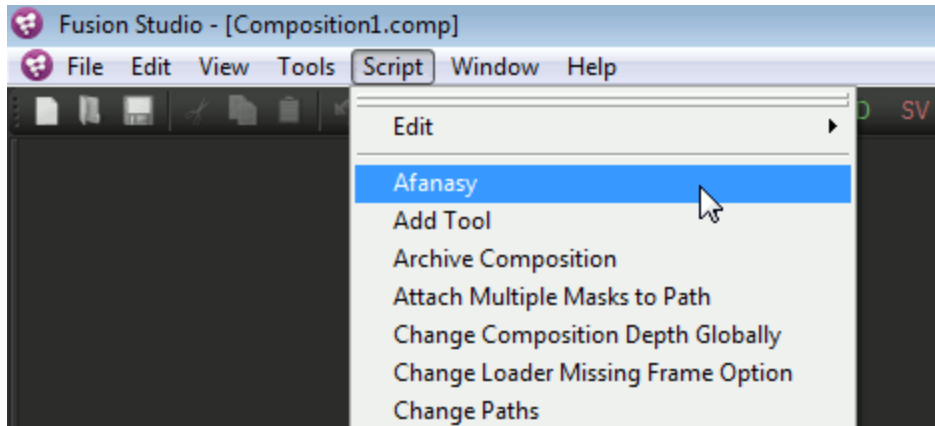 Fusion Studio - [Composition1.comp]
File Edit View Tools Script Window Help
SV
Edit
Afanasy
Add Tool
Archive Composition
Attach Multiple Masks to Path
Change Composition Depth Globally
Change Loader Missing Frame Option
Change Paths